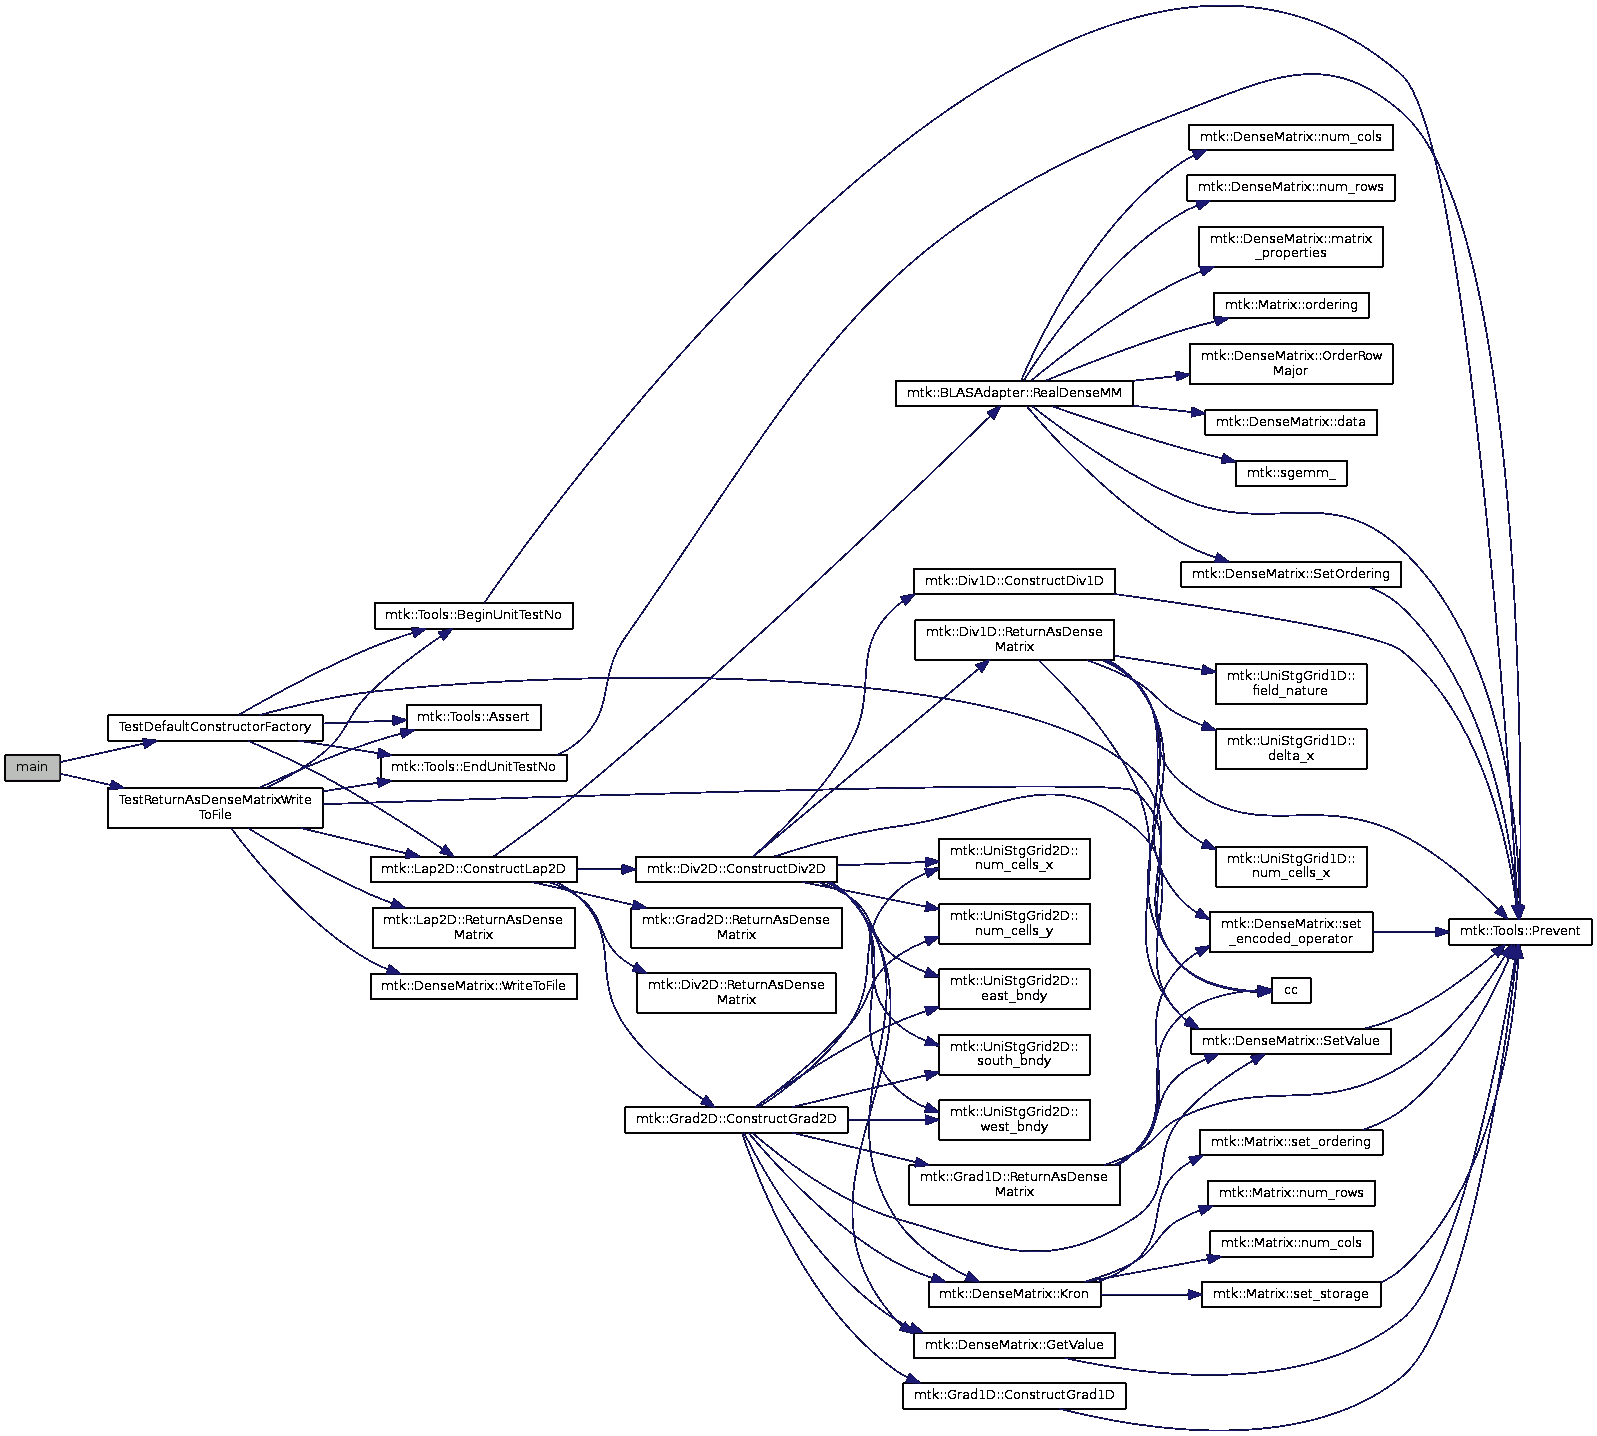 main
TestDefaultConstructorFactory
TestReturnAsDenseMatrixWrite
ToFile
mtk::Tools::BeginUnitTestNo
mtk::Tools::Assert
mtk::Tools::EndUnitTestNo
mtk::Lap2D::ConstructLap2D
mtk::Lap2D::ReturnAsDense
Matrix
mtk::DenseMatrix::WriteToFile
mtk::Div2D::ConstructDiv2D
mtk::Grad2D::ReturnAsDense
Matrix
mtk::Div2D::ReturnAsDense
Matrix
mtk::Grad2D::ConstructGrad2D
mtk::BLASAdapter::RealDenseMM
mtk::Div1D::ConstructDiv1D
mtk::Div1D::ReturnAsDense
Matrix
mtk::UniStgGrid2D::
num_cells_x
mtk::UniStgGrid2D::
num_cells_y
mtk::UniStgGrid2D::
east_bndy
mtk::UniStgGrid2D::
south_bndy
mtk::UniStgGrid2D::
west_bndy
mtk::Grad1D::ReturnAsDense
Matrix
mtk::DenseMatrix::Kron
mtk::DenseMatrix::GetValue
mtk::Grad1D::ConstructGrad1D
mtk::DenseMatrix::num_cols
mtk::DenseMatrix::num_rows
mtk::DenseMatrix::matrix
_properties
mtk::Matrix::ordering
mtk::DenseMatrix::OrderRow
Major
mtk::DenseMatrix::data
mtk::sgemm_
mtk::DenseMatrix::SetOrdering
mtk::UniStgGrid1D::
field_nature
mtk::UniStgGrid1D::
delta_x
mtk::UniStgGrid1D::
num_cells_x
mtk::DenseMatrix::set
_encoded_operator
cc
mtk::DenseMatrix::SetValue
mtk::Matrix::set_ordering
mtk::Matrix::num_rows
mtk::Matrix::num_cols
mtk::Matrix::set_storage
mtk::Tools::Prevent